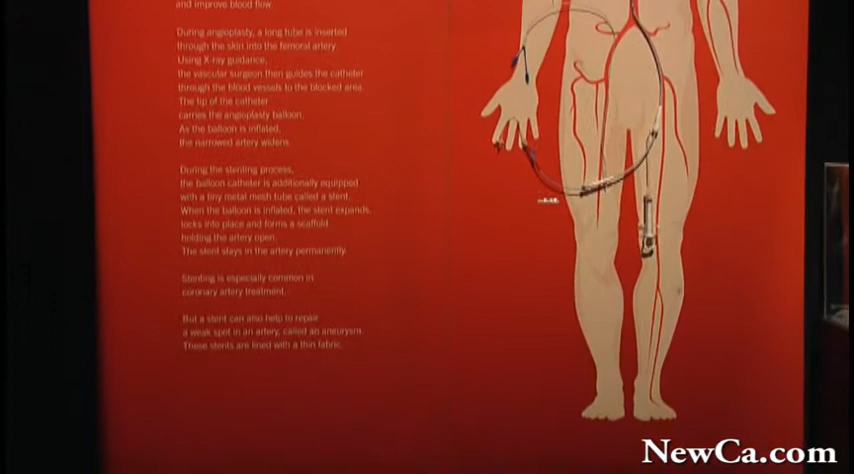 and improve blood flow.
During angioplasty, a long tube is inserted
through the skin into the femoral artery.
Using X-ray guidance,
the vascular surgeon then guides the catheter
through the blood vessels to the blocked area.
The tip of the catheter
carries the angioplasty balloon.
As the balloon is inflated,
the narrowed artery widens.
During the stenting process,
the balloon catheter is additionally equipped
with a tiny metal mesh tube called a stent.
When the balloon is inflated, the stent expands,
locks into place and forms a scaffold
holding the artery open.
The stent stays in the artery permanently.
Stenting is especially common in
coronary artery treatment.
But a stent can also help to repair
a weak spot in an artery, called an aneurysm.
These stents are lined with a thin fabric.
NewCa.com